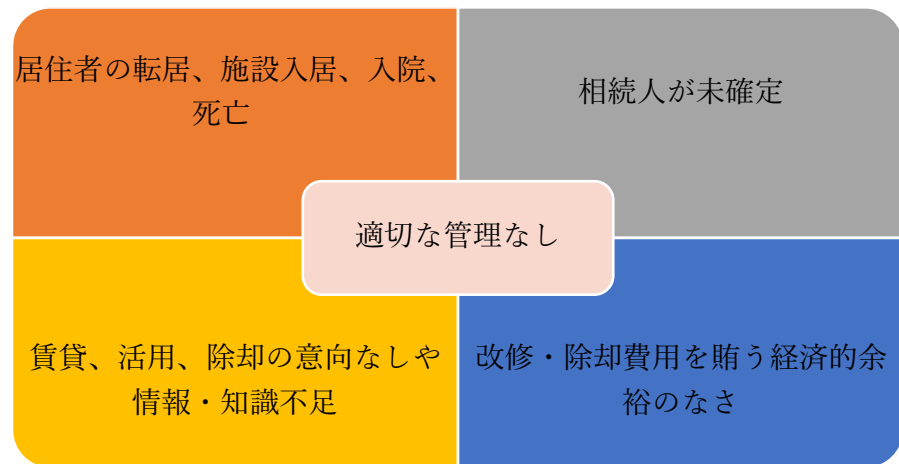 居住者の転居、施設入居、入院、
死亡
相続人が未確定
適切な管理なし
賃貸、活用、除却の意向なしや
情報・知識不足
改修・除却費用を賄う経済的余
裕のなさ